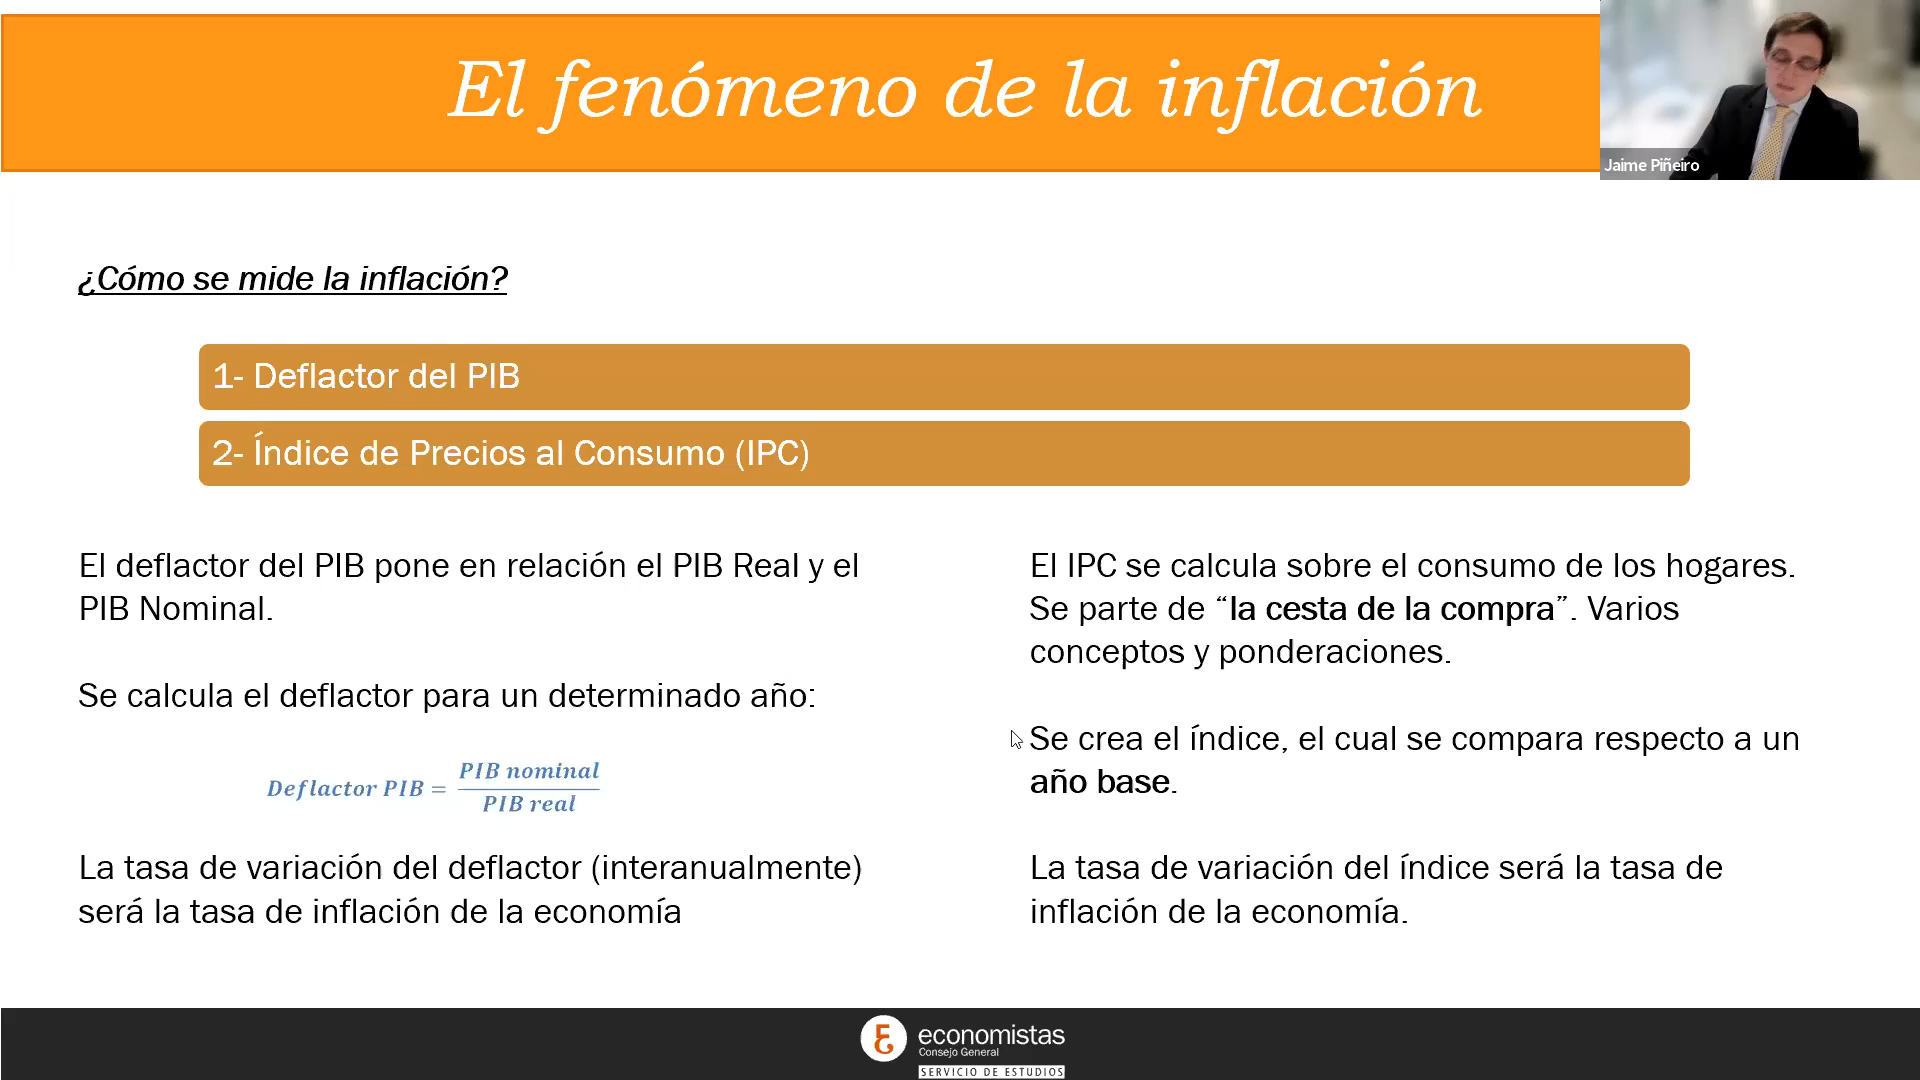 El fenómeno de la inflación
Jaime Piñeiro
¿Cómo se mide la inflación?
1- Deflactor del PIB
2- Índice de Precios al Consumo (IPC)
El deflactor del PIB pone en relación el PIB Real y el
PIB Nominal.
Se calcula el deflactor para un determinado año:
Deflactor PIB = PIB nominal
PIB real
La tasa de variación del deflactor (interanualmente)
será la tasa de inflación de la economía
El IPC se calcula sobre el consumo de los hogares.
Se parte de “la cesta de la compra”. Varios
conceptos y ponderaciones.
Se crea el índice, el cual se compara respecto a un
año base.
La tasa de variación del índice será la tasa de
inflación de la economía.
economistas
Consejo General
SERVICIO DE ESTUDIOS